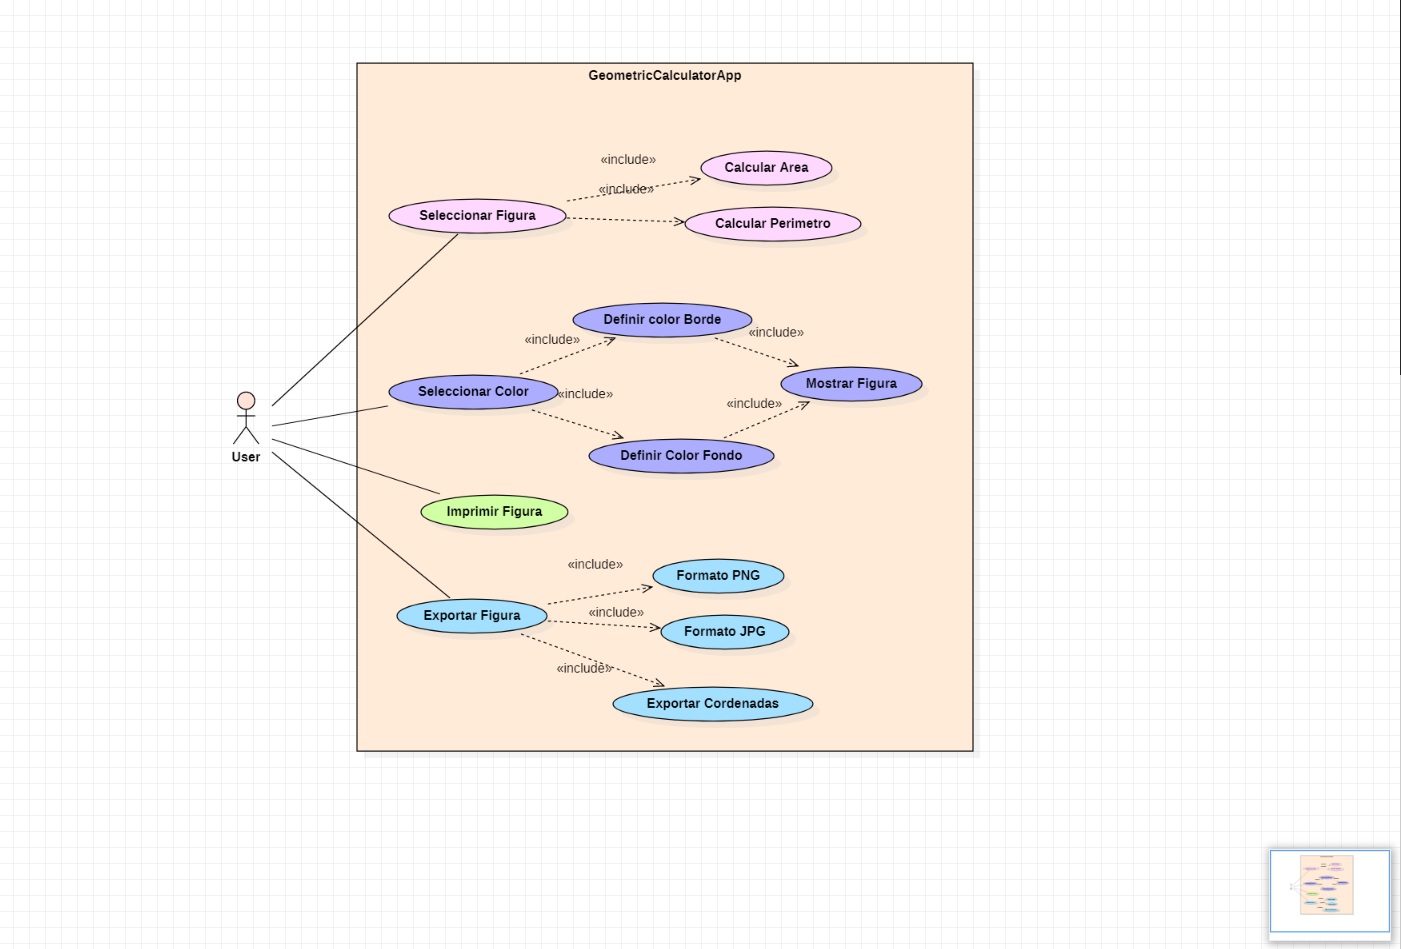 GeometricCalculatorApp
«include»
Calcular Area
«include»
Seleccionar Figura
Calcular Perimetro
Definir color Borde
«include»
«include»
Seleccionar Color
«include»
Mostrar Figura
«include»
Definir Color Fondo
User
Imprimir Figura
«include»
Formato PNG
Exportar Figura
«include»
Formato JPG
«include»
Exportar Cordenadas